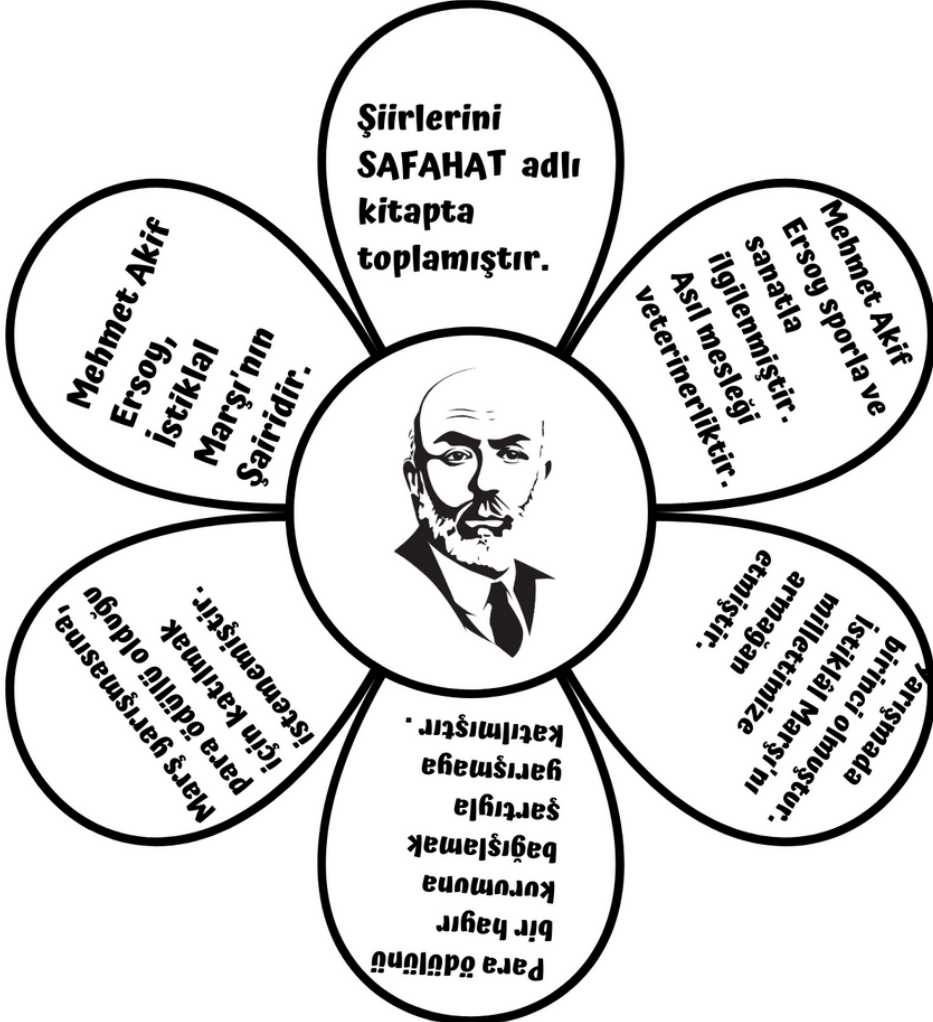 Şiirlerini
SAFAHAT adlı
kitapta
toplamıştır.
Mehmet Akif
Ersoy sporla ve
sanatla
ilgilenmiştir.
Asıl mesleği
veterinerliktir.
Yarışmada
birinci olmuştur.
İstiklâl Marşı'nı
millettimize
armağan
etmiştir.
Para ödülünü
bir hayır
kurumuna
bağışlamak
şartıyla
yarışmaya
katılmıştır.
Marş yarışmasına,
para ödüllü olduğu
için katılmak
istememiştir.
Mehmet Akif
Ersoy,
İstiklal
Marşı'nın
Şairidir.